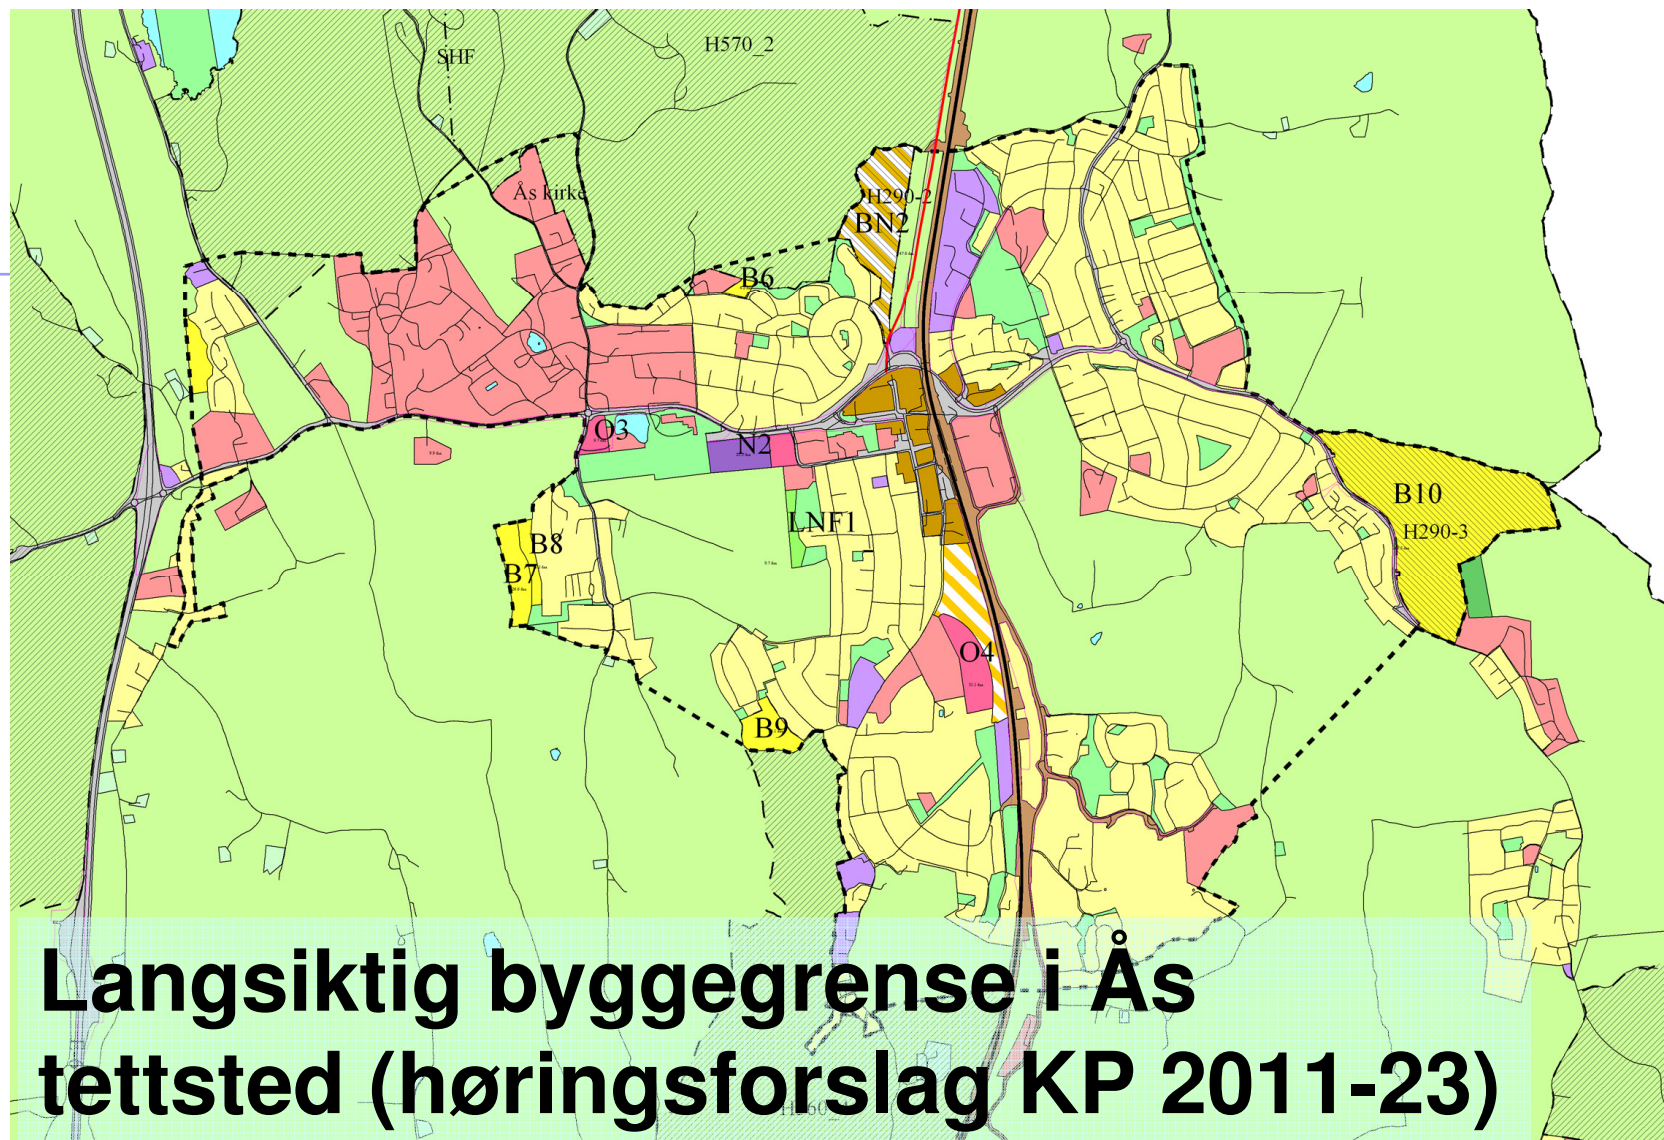 H570_2
SHF
Ås kirke
H290-2
BN2
B6
O3
N2
B10
LNF1
H290-3
B8
B7
O4
B9
Langsiktig byggegrense i Ås
tettsted (høringsforslag KP 2011-23)